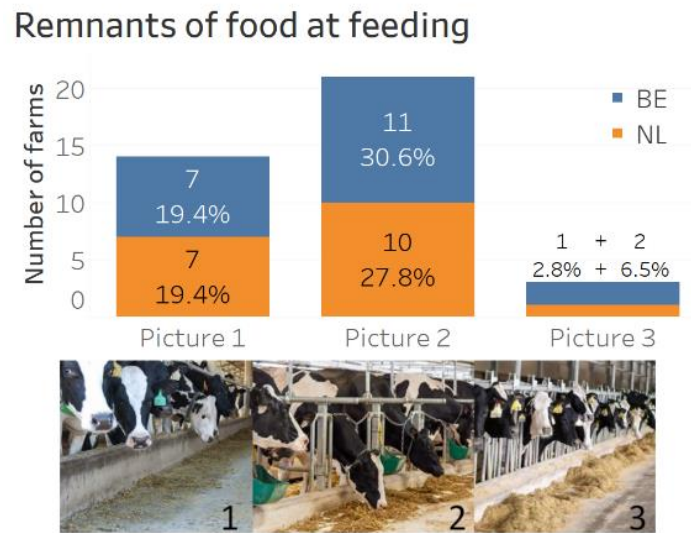 Remnants of food at feeding
Number of farms
20
15
10
5
0
BE
NL
7
19.4%
7
19.4%
11
30.6%
10
27.8%
1 + 2
2.8% + 6.5%
Picture 1
Picture 2
Picture 3
1
2
3